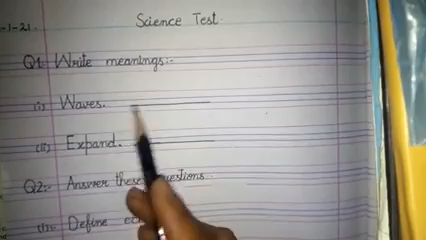 -1-21.
Science Test.
Q1. Write meanings:-
(i) Waves.
(ii) Expand.
Q2:- Answer these questions.
(i):- Define